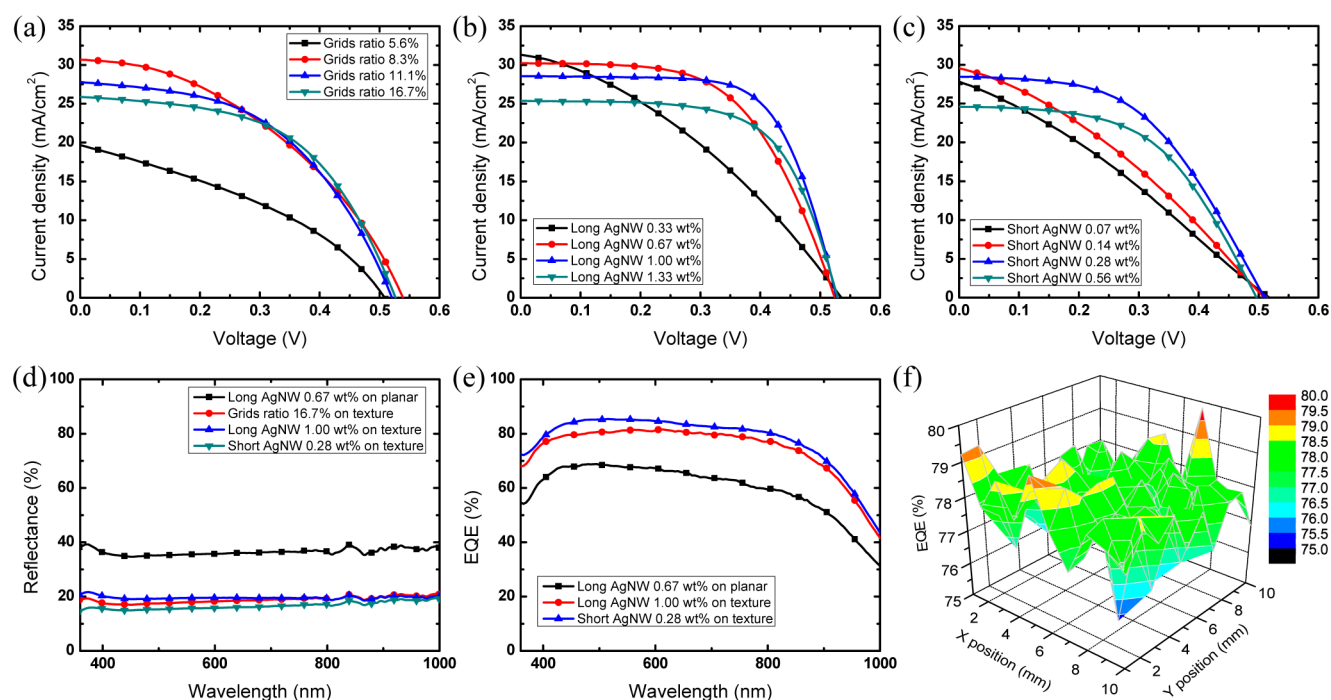 (a)
35
30
25
20
15
10
5
0
Current density (mA/cm²)
Grids ratio 5.6%
Grids ratio 8.3%
Grids ratio 11.1%
Grids ratio 16.7%
0.0 0.1 0.2 0.3 0.4 0.5 0.6
Voltage (V)
(b)
35
30
25
20
15
10
5
0
Current density (mA/cm²)
Long AgNW 0.33 wt%
Long AgNW 0.67 wt%
Long AgNW 1.00 wt%
Long AgNW 1.33 wt%
0.0 0.1 0.2 0.3 0.4 0.5 0.6
Voltage (V)
(c)
35
30
25
20
15
10
5
0
Current density (mA/cm²)
Short AgNW 0.07 wt%
Short AgNW 0.14 wt%
Short AgNW 0.28 wt%
Short AgNW 0.56 wt%
0.0 0.1 0.2 0.3 0.4 0.5 0.6
Voltage (V)
(d)
100
80
60
40
20
0
Reflectance (%)
Long AgNW 0.67 wt% on planar
Grids ratio 16.7% on texture
Long AgNW 1.00 wt% on texture
Short AgNW 0.28 wt% on texture
400 500 600 700 800 900 1000
Wavelength (nm)
(e)
100
80
60
40
20
0
EQE (%)
Long AgNW 0.67 wt% on planar
Long AgNW 1.00 wt% on texture
Short AgNW 0.28 wt% on texture
400 500 600 700 800 900 1000
Wavelength (nm)
(f)
80
79
78
77
76
75
EQE (%)
2 4 6 8 10
X position (mm)
2 4 6 8 10
Y position (mm)
80.0
79.5
79.0
78.5
78.0
77.5
77.0
76.5
76.0
75.5
75.0